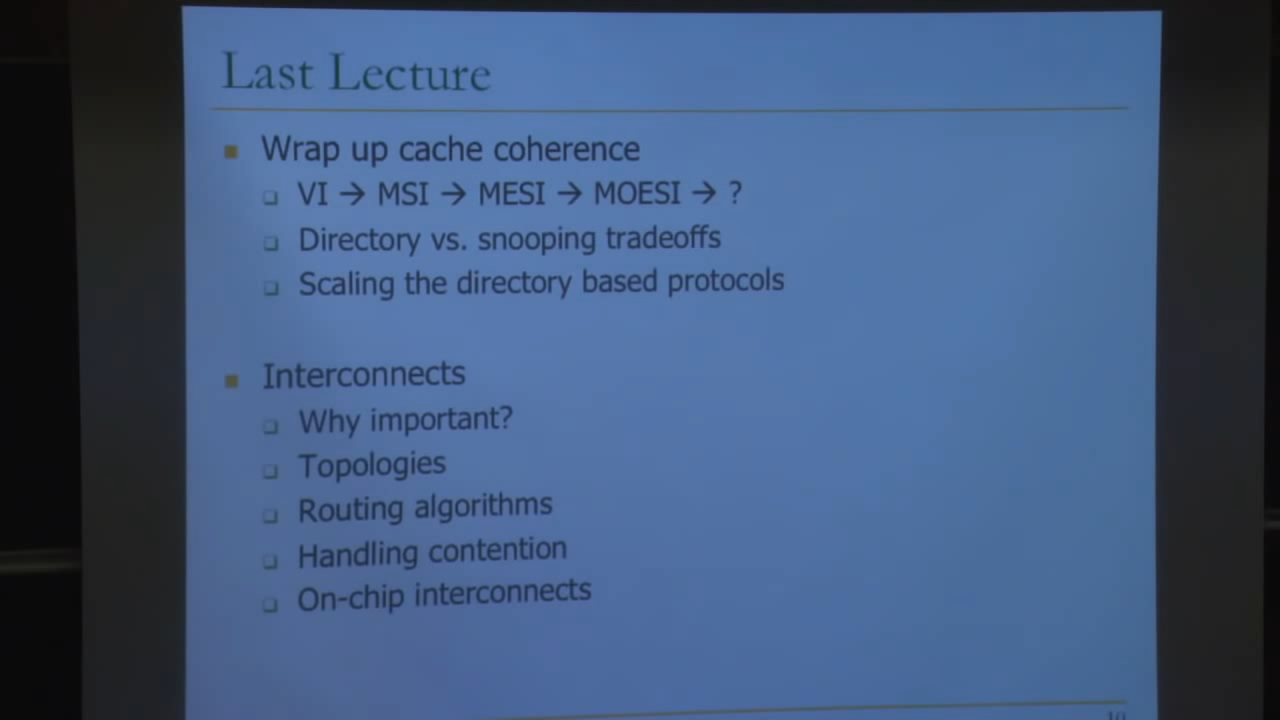 Last Lecture
Wrap up cache coherence
VI → MSI → MESI → MOESI → ?
Directory vs. snooping tradeoffs
Scaling the directory based protocols
Interconnects
Why important?
Topologies
Routing algorithms
Handling contention
On-chip interconnects